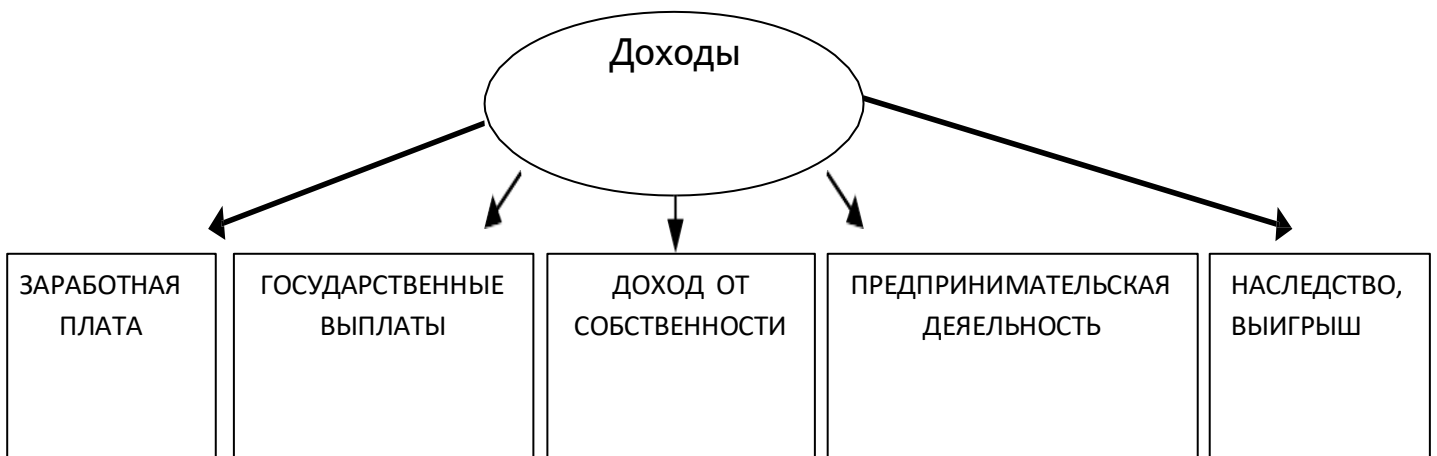 Доходы
ЗАРАБОТНАЯ
ПЛАТА
ГОСУДАРСТВЕННЫЕ
ВЫПЛАТЫ
ДОХОД ОТ
СОБСТВЕННОСТИ
ПРЕДПРИНИМАТЕЛЬСКАЯ
ДЕЯЕЛЬНОСТЬ
НАСЛЕДСТВО,
ВЫИГРЫШ